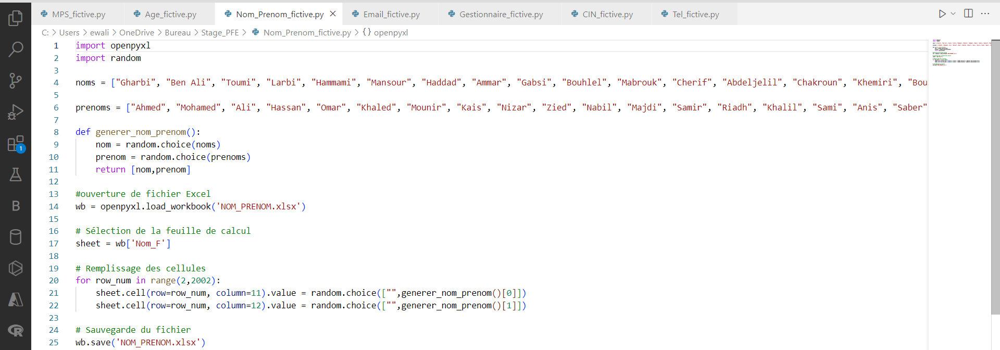 MPS_fictive.py Age_fictive.py Nom_Prenom_fictive.py Email_fictive.py Gestionnaire_fictive.py CIN_fictive.py Tel_fictive.py
C: > Users > ewali > OneDrive > Bureau > Stage_PFE > Nom_Prenom_fictive.py > {} openpyxl
1 import openpyxl
2 import random
3
4 noms = ["Gharbi", "Ben Ali", "Toumi", "Larbi", "Hammami", "Mansour", "Haddad", "Ammar", "Gabsi", "Bouhlel", "Mabrouk", "Cherif", "Abdeljelil", "Chakroun", "Khemiri", "Bou
5
6 prenoms = ["Ahmed", "Mohamed", "Ali", "Hassan", "Omar", "Khaled", "Mounir", "Kais", "Nizar", "Zied", "Nabil", "Majdi", "Samir", "Riadh", "Khalil", "Sami", "Anis", "Saber"
7
8 def generer_nom_prenom():
9 nom = random.choice(noms)
10 prenom = random.choice(prenoms)
11 return [nom,prenom]
12
13 #ouverture de fichier Excel
14 wb = openpyxl.load_workbook('NOM_PRENOM.xlsx')
15
16 # Sélection de la feuille de calcul
17 sheet = wb['Nom_F']
18
19 # Remplissage des cellules
20 for row_num in range(2,2002):
21 sheet.cell(row=row_num, column=11).value = random.choice(["",generer_nom_prenom()[0]])
22 sheet.cell(row=row_num, column=12).value = random.choice(["",generer_nom_prenom()[1]])
23
24 # Sauvegarde du fichier
25 wb.save('NOM_PRENOM.xlsx')
1
B
R